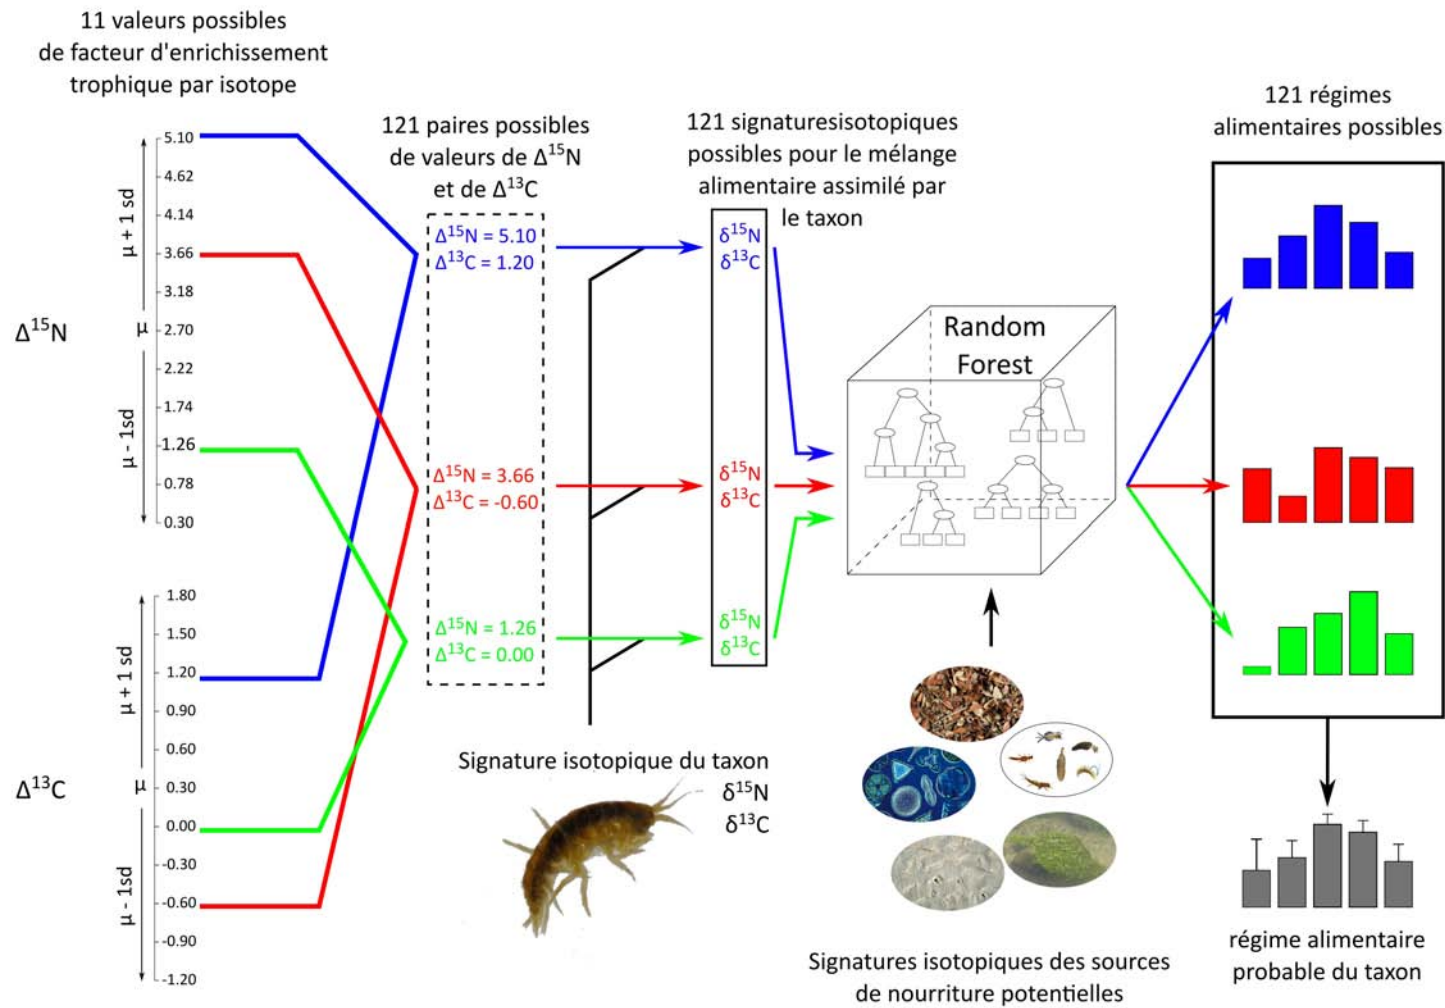 11 valeurs possibles
de facteur d'enrichissement
trophique par isotope
121 paires possibles
de valeurs de Δ¹⁵N
et de Δ¹³C
121 signaturesisotopiques
possibles pour le mélange
alimentaire assimilé par
le taxon
121 régimes
alimentaires possibles
Δ¹⁵N
μ + 1 sd
μ
μ - 1sd
5.10
4.62
4.14
3.66
3.18
2.70
2.22
1.74
1.26
0.78
0.30
Δ¹³C
μ + 1 sd
μ
μ - 1sd
1.80
1.50
1.20
0.90
0.60
0.30
0.00
-0.30
-0.60
-0.90
-1.20
Δ¹⁵N = 5.10
Δ¹³C = 1.20
Δ¹⁵N = 3.66
Δ¹³C = -0.60
Δ¹⁵N = 1.26
Δ¹³C = 0.00
δ¹⁵N
δ¹³C
δ¹⁵N
δ¹³C
δ¹⁵N
δ¹³C
Random
Forest
Signature isotopique du taxon
δ¹⁵N
δ¹³C
Signatures isotopiques des sources
de nourriture potentielles
régime alimentaire
probable du taxon